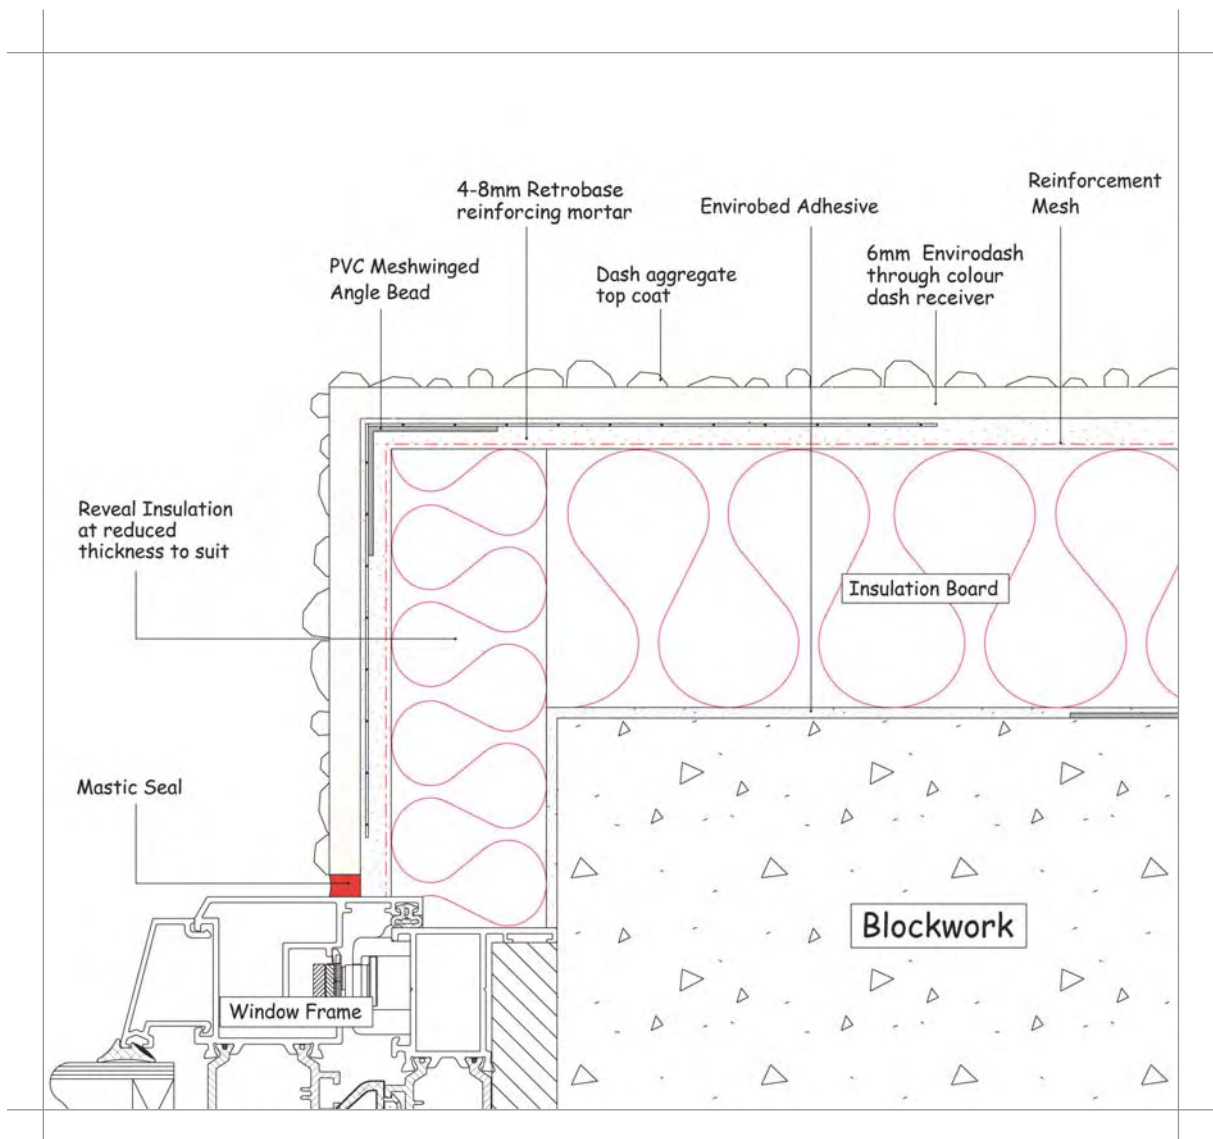 4-8mm Retrobase
reinforcing mortar
Envirobed Adhesive
Reinforcement
Mesh
PVC Meshwinged
Angle Bead
Dash aggregate
top coat
6mm Envirodash
through colour
dash receiver
Reveal Insulation
at reduced
thickness to suit
Insulation Board
Mastic Seal
Blockwork
Window Frame